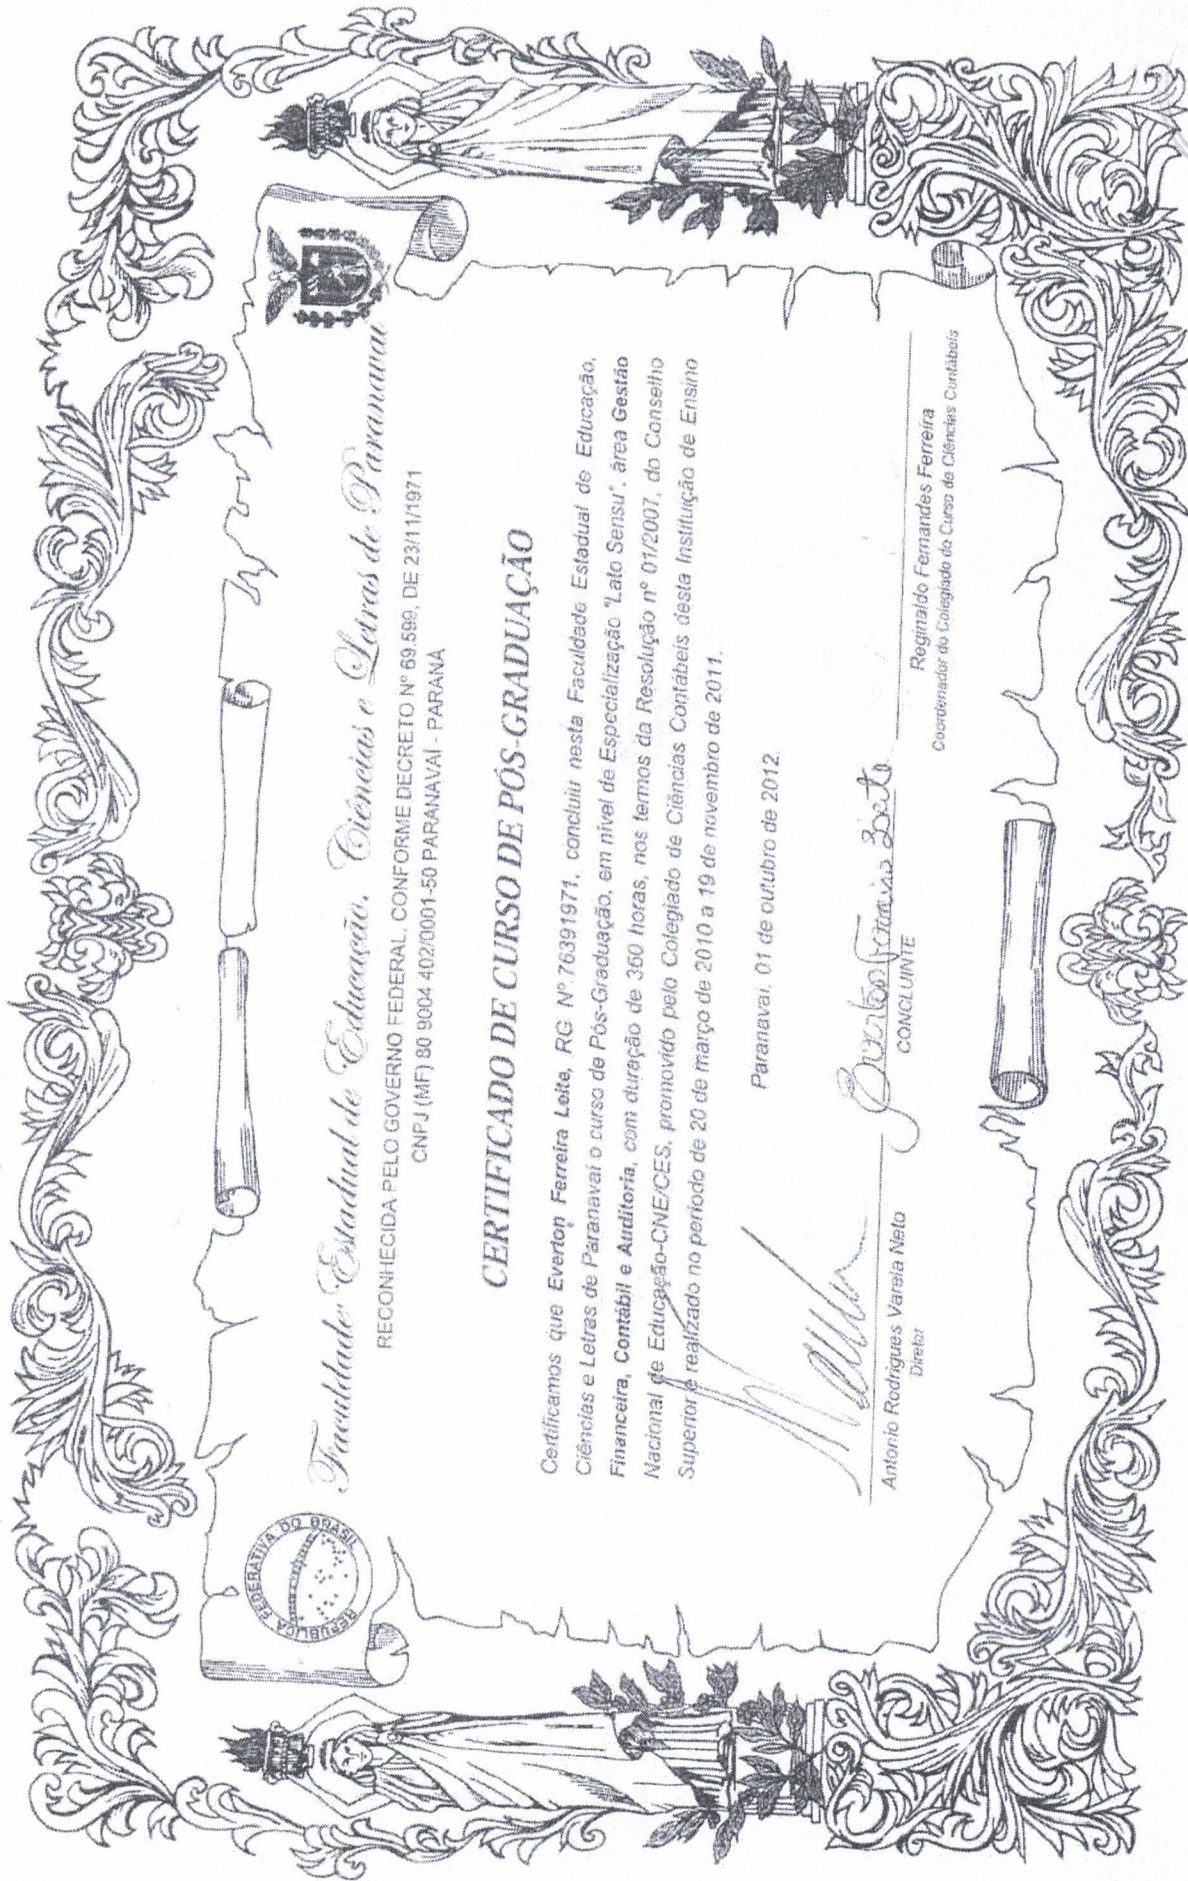 REPÚBLICA FEDERATIVA DO BRASIL
Faculdade Estadual de Educação, Ciências e Letras de Paranavaí
RECONHECIDA PELO GOVERNO FEDERAL, CONFORME DECRETO Nº 69.599, DE 23/11/1971
CNPJ (MF) 80 9004 402/0001-50 PARANAVAÍ - PARANÁ
CERTIFICADO DE CURSO DE PÓS-GRADUAÇÃO
Certificamos que Everton Ferreira Leite, RG Nº 76391971, concluiu nesta Faculdade Estadual de Educação,
Ciências e Letras de Paranavaí o curso de Pós-Graduação, em nível de Especialização "Lato Sensu", área Gestão
Financeira, Contábil e Auditoria, com duração de 360 horas, nos termos da Resolução nº 01/2007, do Conselho
Nacional de Educação-CNE/CES, promovido pelo Colegiado de Ciências Contábeis desta Instituição de Ensino
Superior e realizado no período de 20 de março de 2010 a 19 de novembro de 2011.
Paranavaí, 01 de outubro de 2012.
Everton Ferreira Leite
Antonio Rodrigues Varela Neto
Diretor
CONCLUINTE
Reginaldo Fernandes Ferreira
Coordenador do Colegiado do Curso de Ciências Contábeis